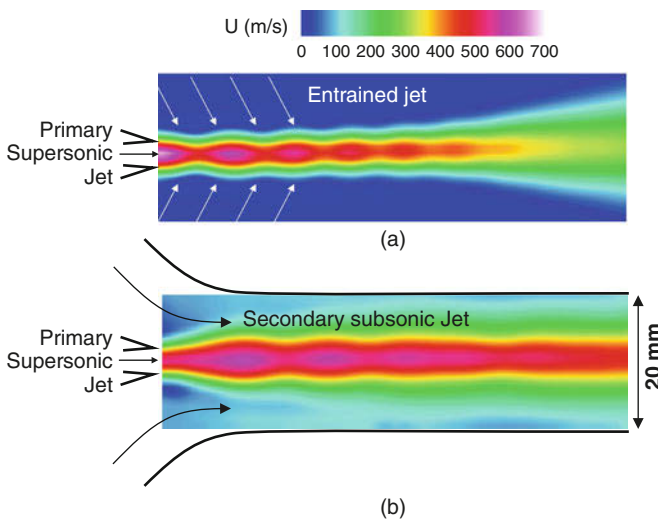 U (m/s)
0 100 200 300 400 500 600 700
Entrained jet
Primary
Supersonic
Jet
(a)
Secondary subsonic Jet
Primary
Supersonic
Jet
20 mm
(b)